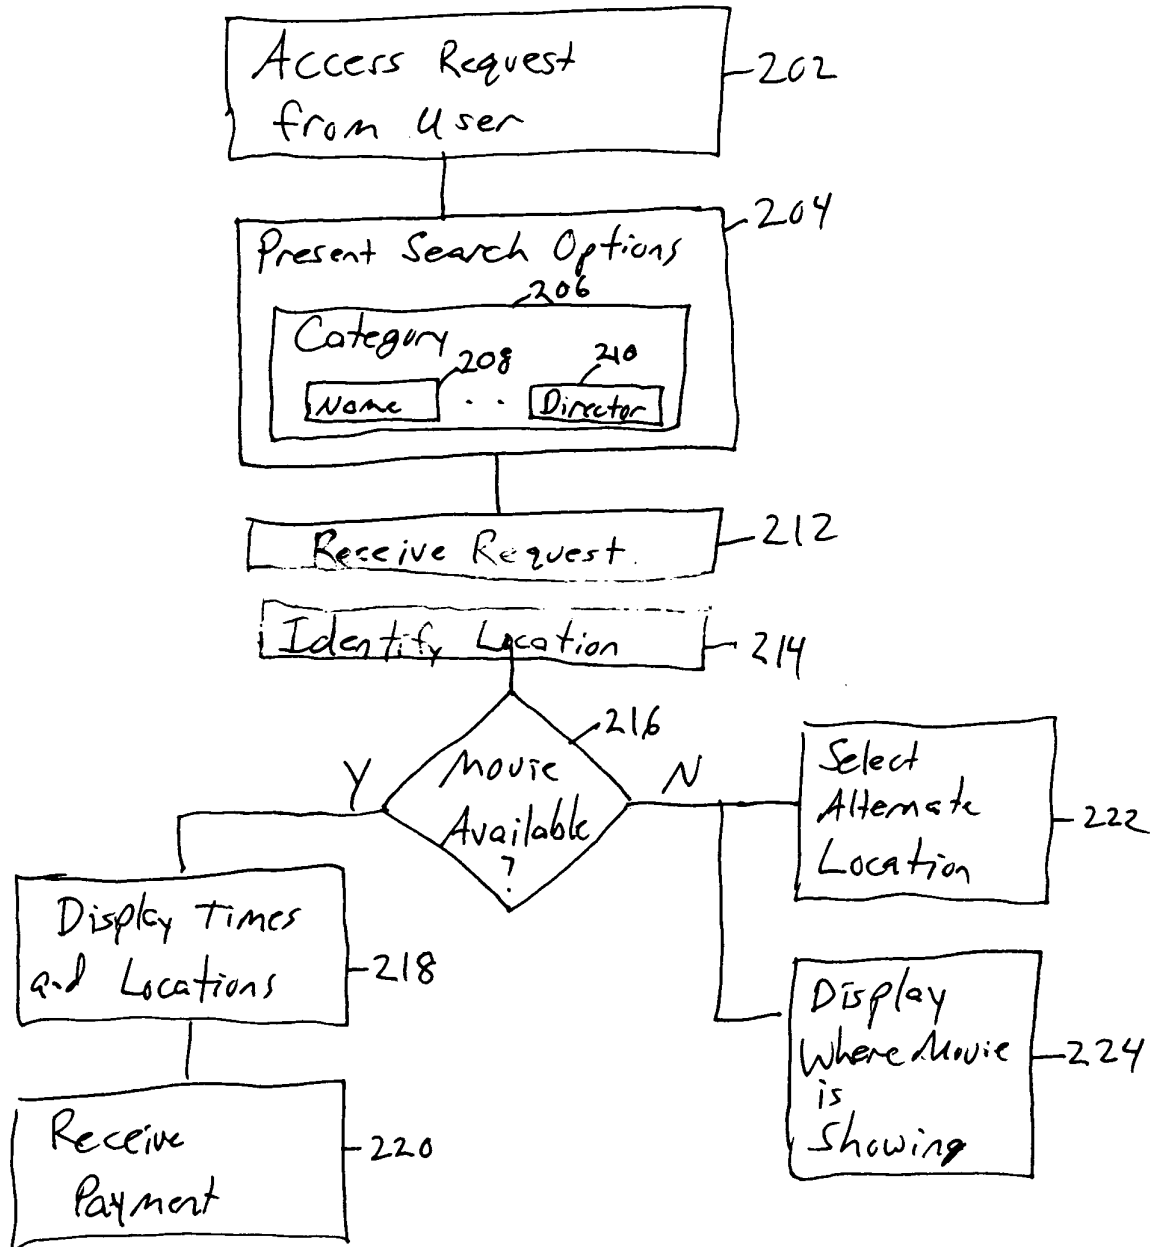 Access Request
from User
202
204
Present Search Options
206
Category
208
210
Name . . Director
212
Receive Request
Identify Location
214
216
Y
Movie
Available
?
N
Select
Alternate
Location
222
Display Times
and Locations
218
Display
Where Movie
is
Showing
224
Receive
Payment
220